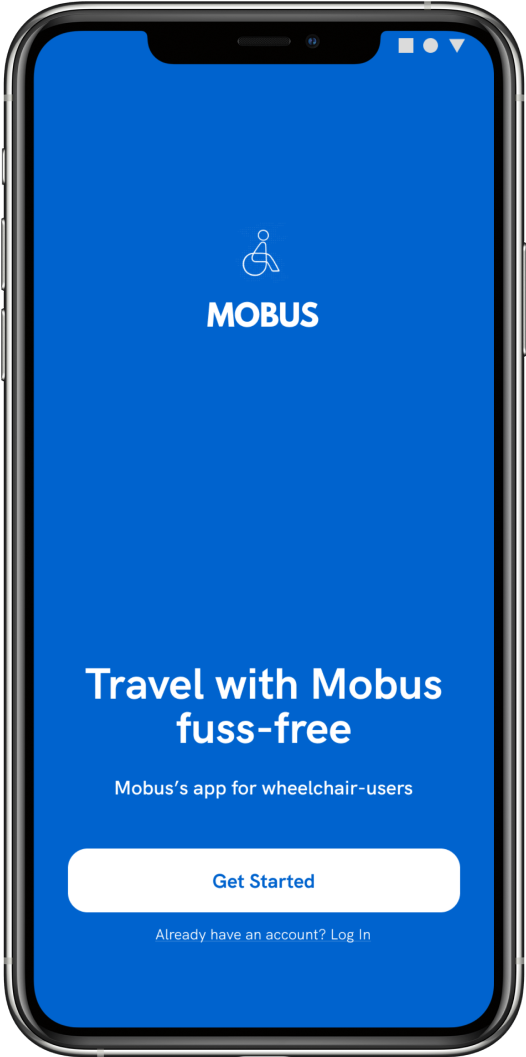 MOBUS
Travel with Mobus
fuss-free
Mobus’s app for wheelchair-users
Get Started
Already have an account? Log In